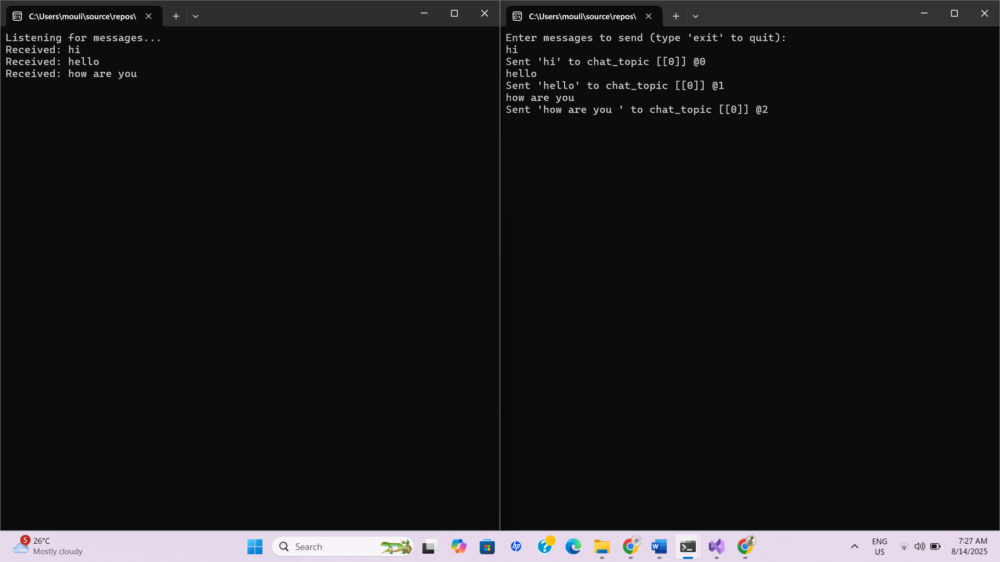 C:\Users\mouli\source\repos\
Listening for messages...
Received: hi
Received: hello
Received: how are you
C:\Users\mouli\source\repos\
Enter messages to send (type 'exit' to quit):
hi
Sent 'hi' to chat_topic [[0]] @0
hello
Sent 'hello' to chat_topic [[0]] @1
how are you
Sent 'how are you ' to chat_topic [[0]] @2
5
26°C
Mostly cloudy
Search
hp
?
W
ENG
US
7:27 AM
8/14/2025